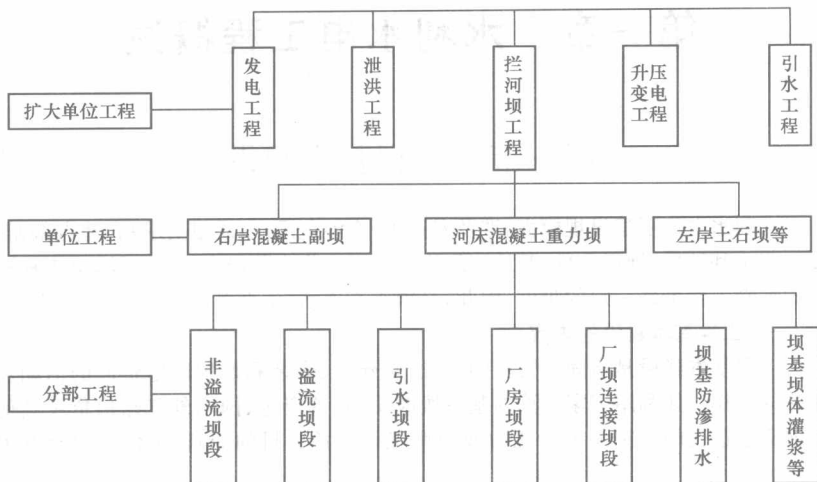 扩大单位工程
发电工程
泄洪工程
拦河坝工程
升压
变电
工程
引水工程
单位工程
右岸混凝土副坝
河床混凝土重力坝
左岸土石坝等
分部工程
非溢流坝段
溢流坝段
引水坝段
厂房坝段
厂坝连接坝段
坝基防渗排水
坝基坝体灌浆等